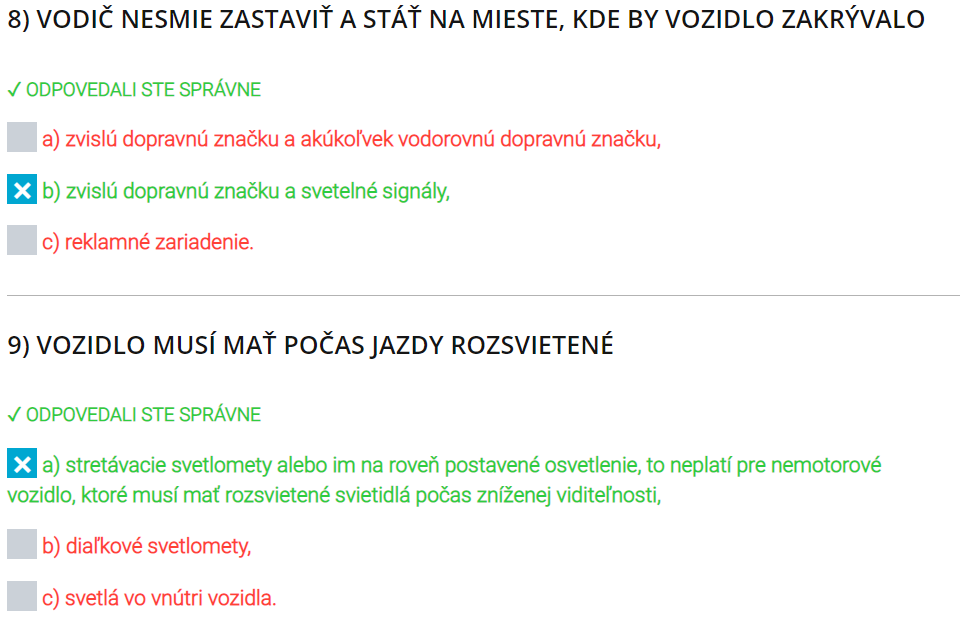 8) VODIČ NESMIE ZASTAVIŤ A STÁŤ NA MIESTE, KDE BY VOZIDLO ZAKRÝVALO
✓ ODPOVEDALI STE SPRÁVNE
a) zvislú dopravnú značku a akúkoľvek vodorovnú dopravnú značku,
b) zvislú dopravnú značku a svetelné signály,
c) reklamné zariadenie.
9) VOZIDLO MUSÍ MAŤ POČAS JAZDY ROZSVIETENÉ
✓ ODPOVEDALI STE SPRÁVNE
a) stretávacie svetlomety alebo im na roveň postavené osvetlenie, to neplatí pre nemotorové
vozidlo, ktoré musí mať rozsvietené svietidlá počas zníženej viditeľnosti,
b) diaľkové svetlomety,
c) svetlá vo vnútri vozidla.